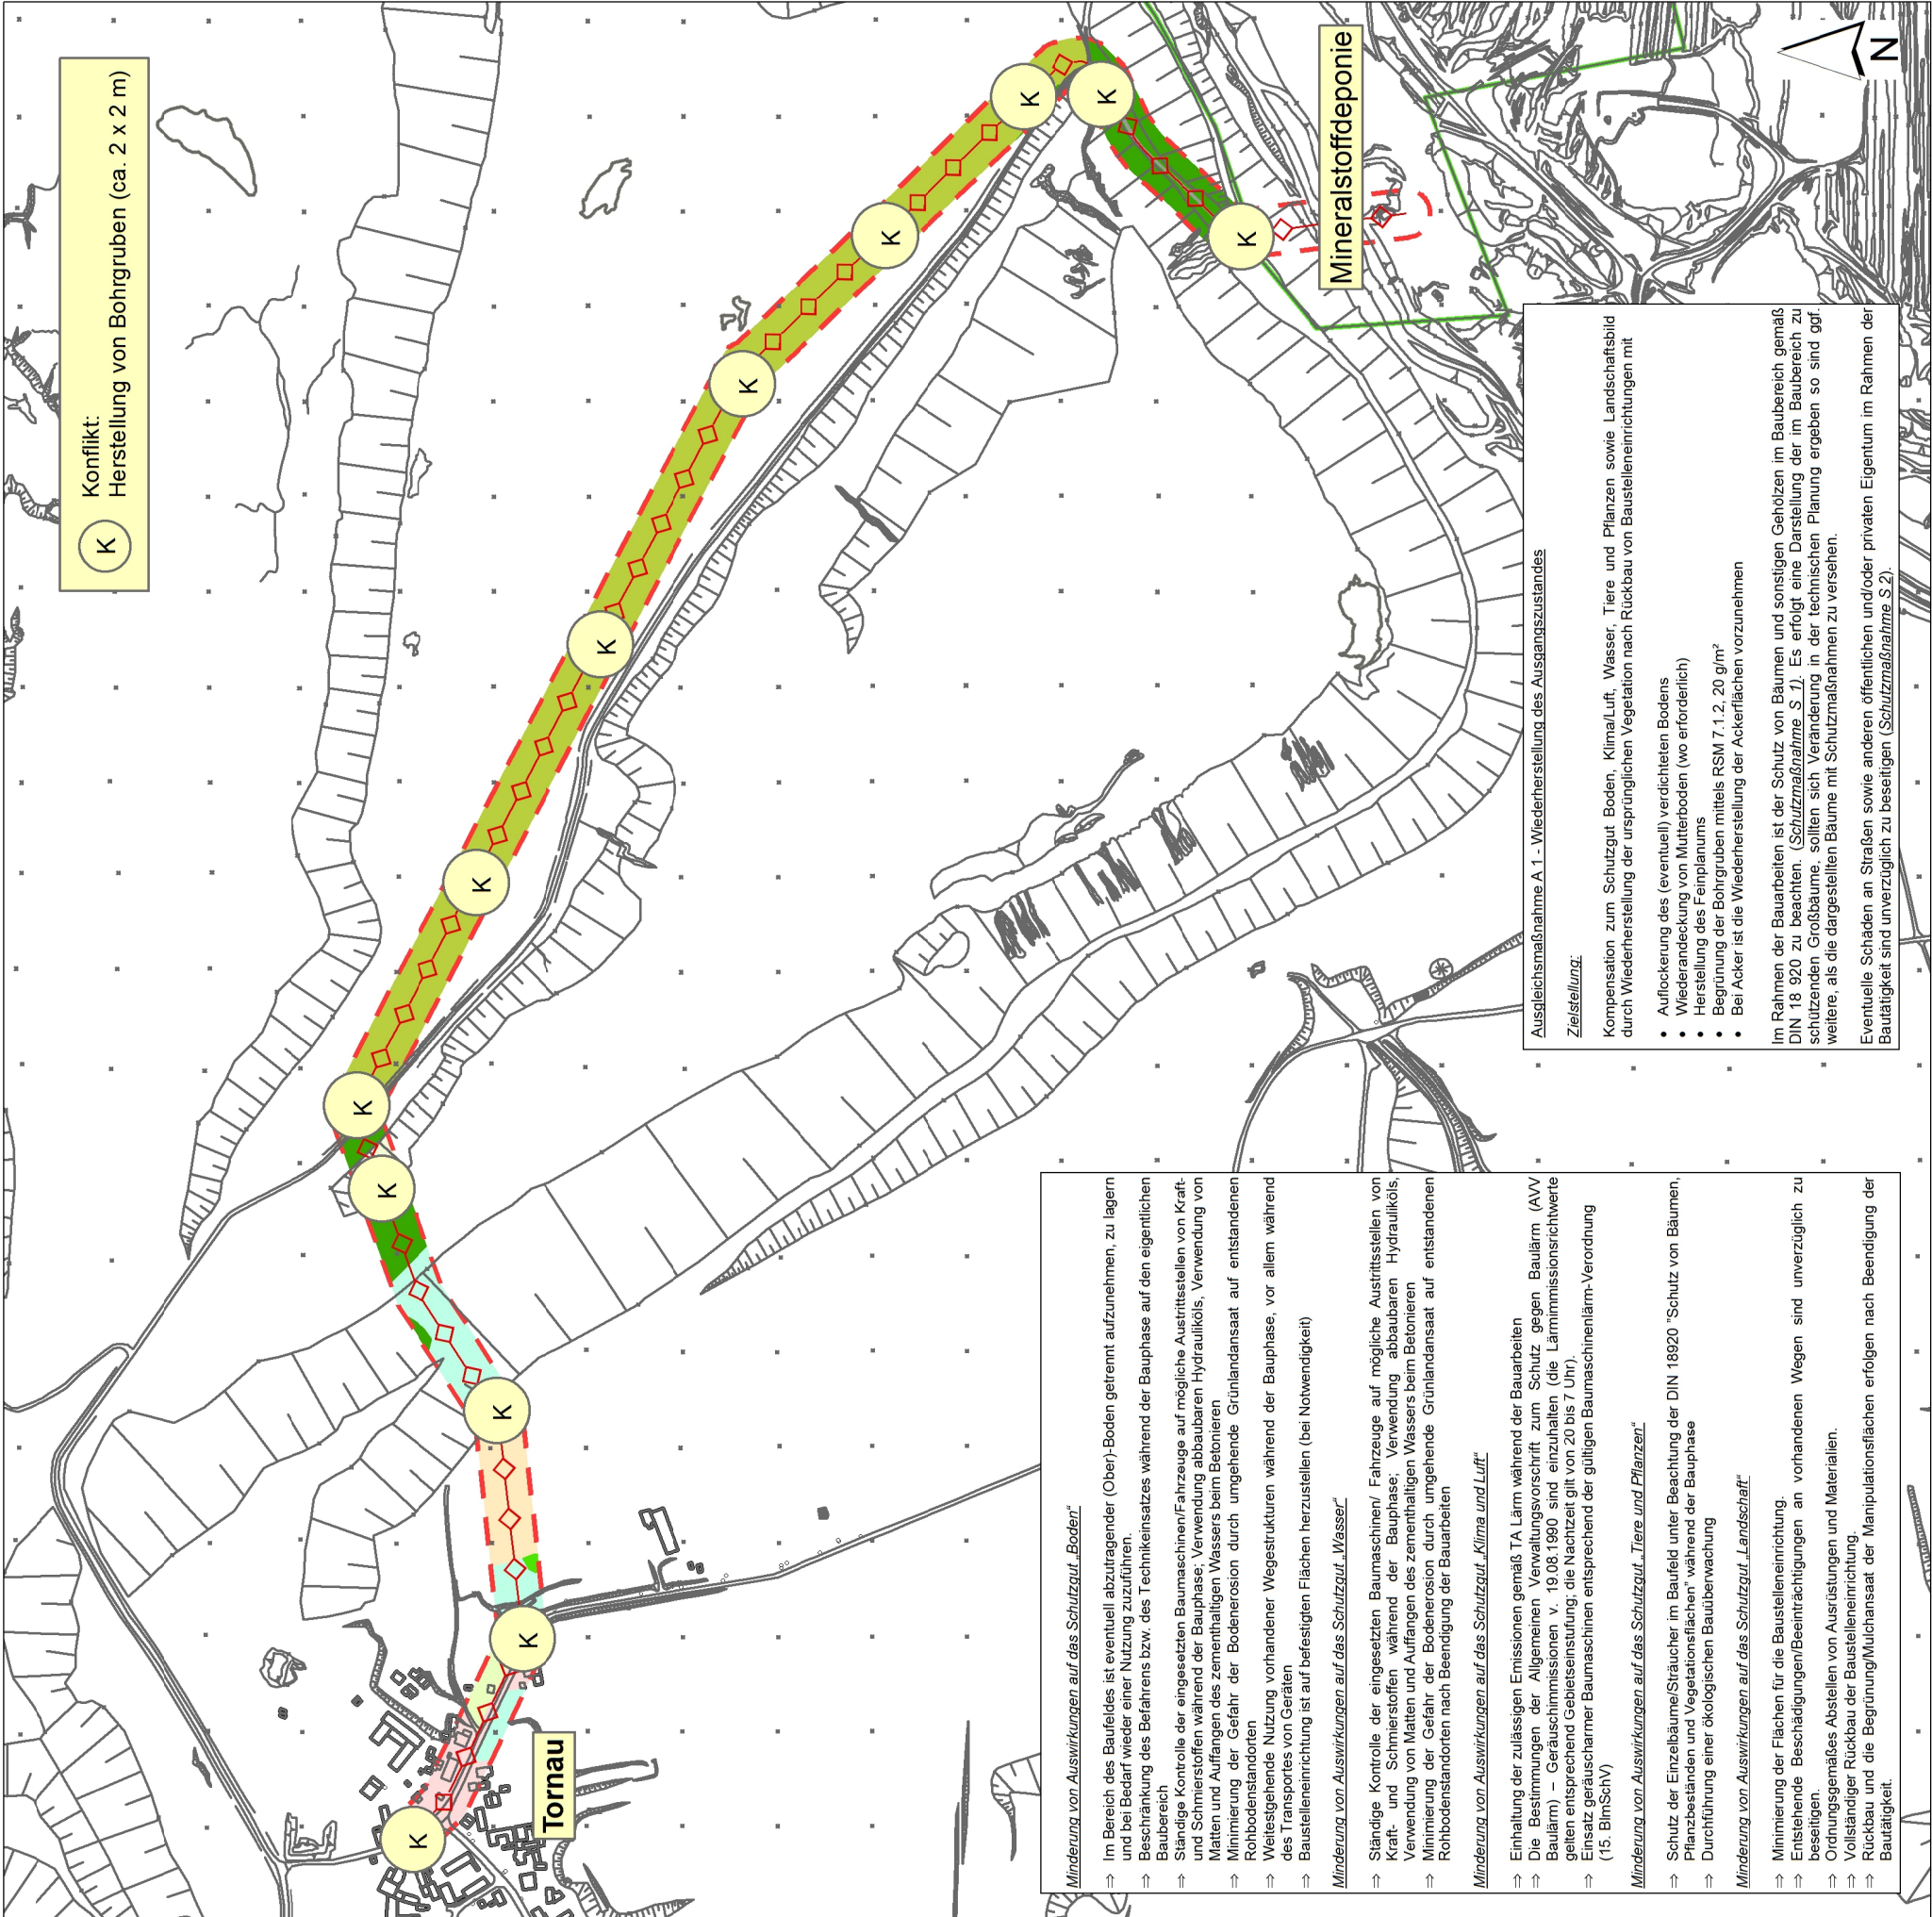 K
Konflikt:
Herstellung von Bohrgruben (ca. 2 x 2 m)
K
K
K
K
K
K
K
K
K
K
K
K
Tornau
Mineralstoffdeponie
N
Minderung von Auswirkungen auf das Schutzgut „Boden“
⇒ Im Bereich des Baufeldes ist eventuell abzutragender (Ober)-Boden getrennt aufzunehmen, zu lagern
und bei Bedarf wieder einer Nutzung zuzuführen.
⇒ Beschränkung des Befahrens bzw. des Technikeinsatzes während der Bauphase auf den eigentlichen
Baubereich
⇒ Ständige Kontrolle der eingesetzten Baumaschinen/Fahrzeuge auf mögliche Austrittsstellen von Kraft-
und Schmierstoffen während der Bauphase; Verwendung abbaubaren Hydrauliköls, Verwendung von
Matten und Auffangen des zementhaltigen Wassers beim Betonieren
⇒ Minimierung der Gefahr der Bodenerosion durch umgehende Grünlandansaat auf entstandenen
Rohbodenstandorten
⇒ Weitestgehende Nutzung vorhandener Wegestrukturen während der Bauphase, vor allem während
des Transportes von Geräten
⇒ Baustelleneinrichtung ist auf befestigten Flächen herzustellen (bei Notwendigkeit)
Minderung von Auswirkungen auf das Schutzgut „Wasser“
⇒ Ständige Kontrolle der eingesetzten Baumaschinen/ Fahrzeuge auf mögliche Austrittsstellen von
Kraft- und Schmierstoffen während der Bauphase; Verwendung abbaubaren Hydrauliköls,
Verwendung von Matten und Auffangen des zementhaltigen Wassers beim Betonieren
⇒ Minimierung der Gefahr der Bodenerosion durch umgehende Grünlandansaat auf entstandenen
Rohbodenstandorten nach Beendigung der Bauarbeiten
Minderung von Auswirkungen auf das Schutzgut „Klima und Luft“
⇒ Einhaltung der zulässigen Emissionen gemäß TA Lärm während der Bauarbeiten
⇒ Die Bestimmungen der Allgemeinen Verwaltungsvorschrift zum Schutz gegen Baulärm (AVV
Baulärm) – Geräuschimmissionen v. 19.08.1990 sind einzuhalten (die Lärmimmissionsrichtwerte
gelten entsprechend Gebietseinstufung; die Nachtzeit gilt von 20 bis 7 Uhr).
⇒ Einsatz geräuscharmer Baumaschinen entsprechend der gültigen Baumaschinenlärm-Verordnung
(15. BImSchV)
Minderung von Auswirkungen auf das Schutzgut „Tiere und Pflanzen“
⇒ Schutz der Einzelbäume/Sträucher im Baufeld unter Beachtung der DIN 18920 "Schutz von Bäumen,
Pflanzbeständen und Vegetationsflächen" während der Bauphase
⇒ Durchführung einer ökologischen Bauüberwachung
Minderung von Auswirkungen auf das Schutzgut „Landschaft“
⇒ Minimierung der Flächen für die Baustelleneinrichtung.
⇒ Entstehende Beschädigungen/Beeinträchtigungen an vorhandenen Wegen sind unverzüglich zu
beseitigen.
⇒ Ordnungsgemäßes Abstellen von Ausrüstungen und Materialien.
⇒ Vollständiger Rückbau der Baustelleneinrichtung.
⇒ Rückbau und die Begrünung/Mulchansaat der Manipulationsflächen erfolgen nach Beendigung der
Bautätigkeit.
Ausgleichsmaßnahme A 1 - Wiederherstellung des Ausgangszustandes
Zielstellung:
Kompensation zum Schutzgut Boden, Klima/Luft, Wasser, Tiere und Pflanzen sowie Landschaftsbild
durch Wiederherstellung der ursprünglichen Vegetation nach Rückbau von Baustelleneinrichtungen mit
• Auflockerung des (eventuell) verdichteten Bodens
• Wiederandeckung von Mutterboden (wo erforderlich)
• Herstellung des Feinplanums
• Begrünung der Bohrgruben mittels RSM 7.1.2, 20 g/m²
• Bei Acker ist die Wiederherstellung der Ackerflächen vorzunehmen
Im Rahmen der Bauarbeiten ist der Schutz von Bäumen und sonstigen Gehölzen im Baubereich gemäß
DIN 18 920 zu beachten. (Schutzmaßnahme S 1). Es erfolgt eine Darstellung der im Baubereich zu
schützenden Großbäume, sollten sich Veränderung in der technischen Planung ergeben so sind ggf.
weitere, als die dargestellten Bäume mit Schutzmaßnahmen zu versehen.
Eventuelle Schäden an Straßen sowie anderen öffentlichen und/oder privaten Eigentum im Rahmen der
Bautätigkeit sind unverzüglich zu beseitigen (Schutzmaßnahme S 2).